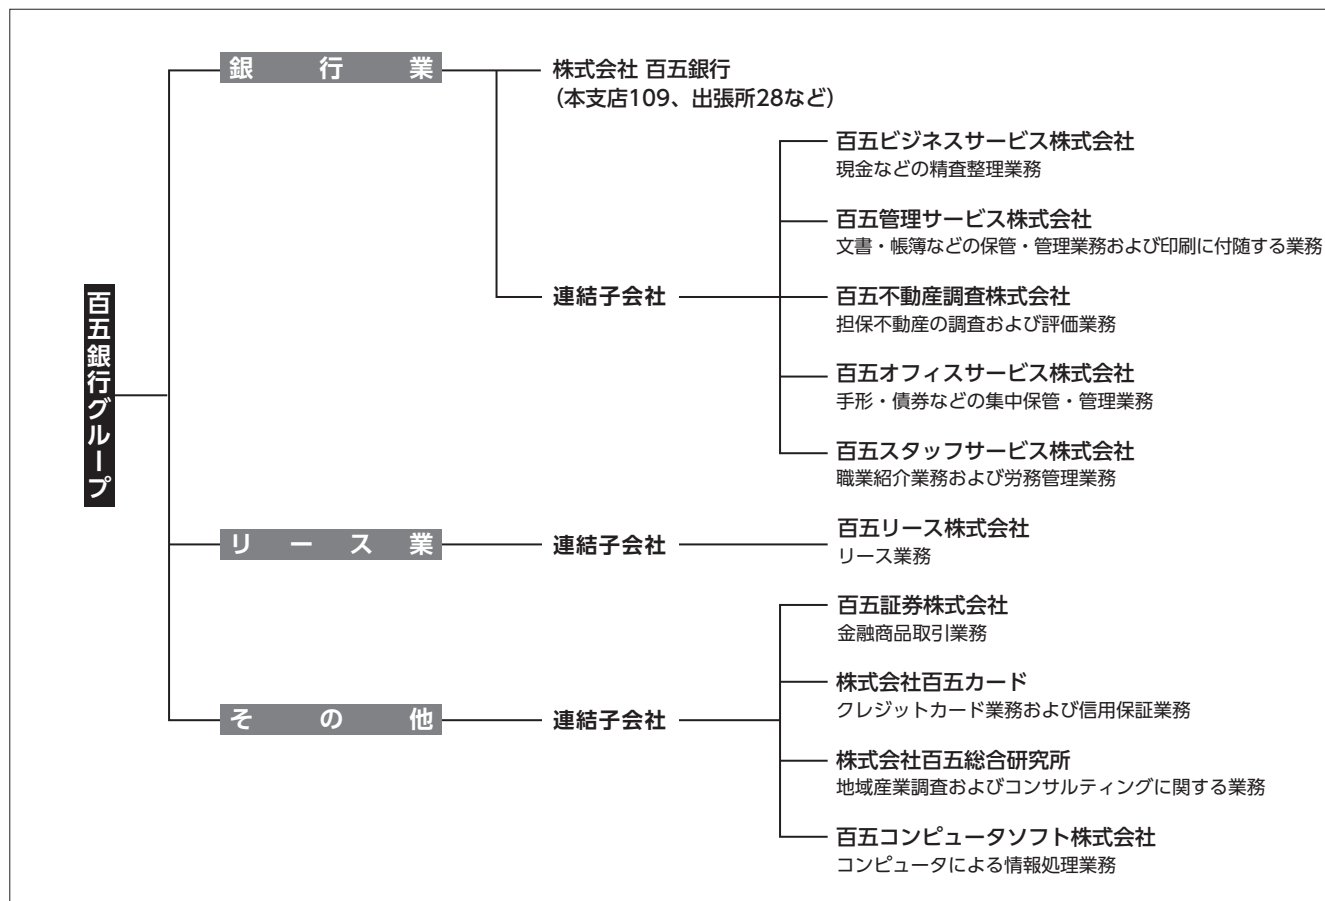 百五銀行グループ
銀行業
株式会社 百五銀行
（本支店109、出張所28など）
連結子会社
百五ビジネスサービス株式会社
現金などの精査整理業務
百五管理サービス株式会社
文書・帳簿などの保管・管理業務および印刷に付随する業務
百五不動産調査株式会社
担保不動産の調査および評価業務
百五オフィスサービス株式会社
手形・債券などの集中保管・管理業務
百五スタッフサービス株式会社
職業紹介業務および労務管理業務
リース業
連結子会社
百五リース株式会社
リース業務
その他
連結子会社
百五証券株式会社
金融商品取引業務
株式会社百五カード
クレジットカード業務および信用保証業務
株式会社百五総合研究所
地域産業調査およびコンサルティングに関する業務
百五コンピュータソフト株式会社
コンピュータによる情報処理業務